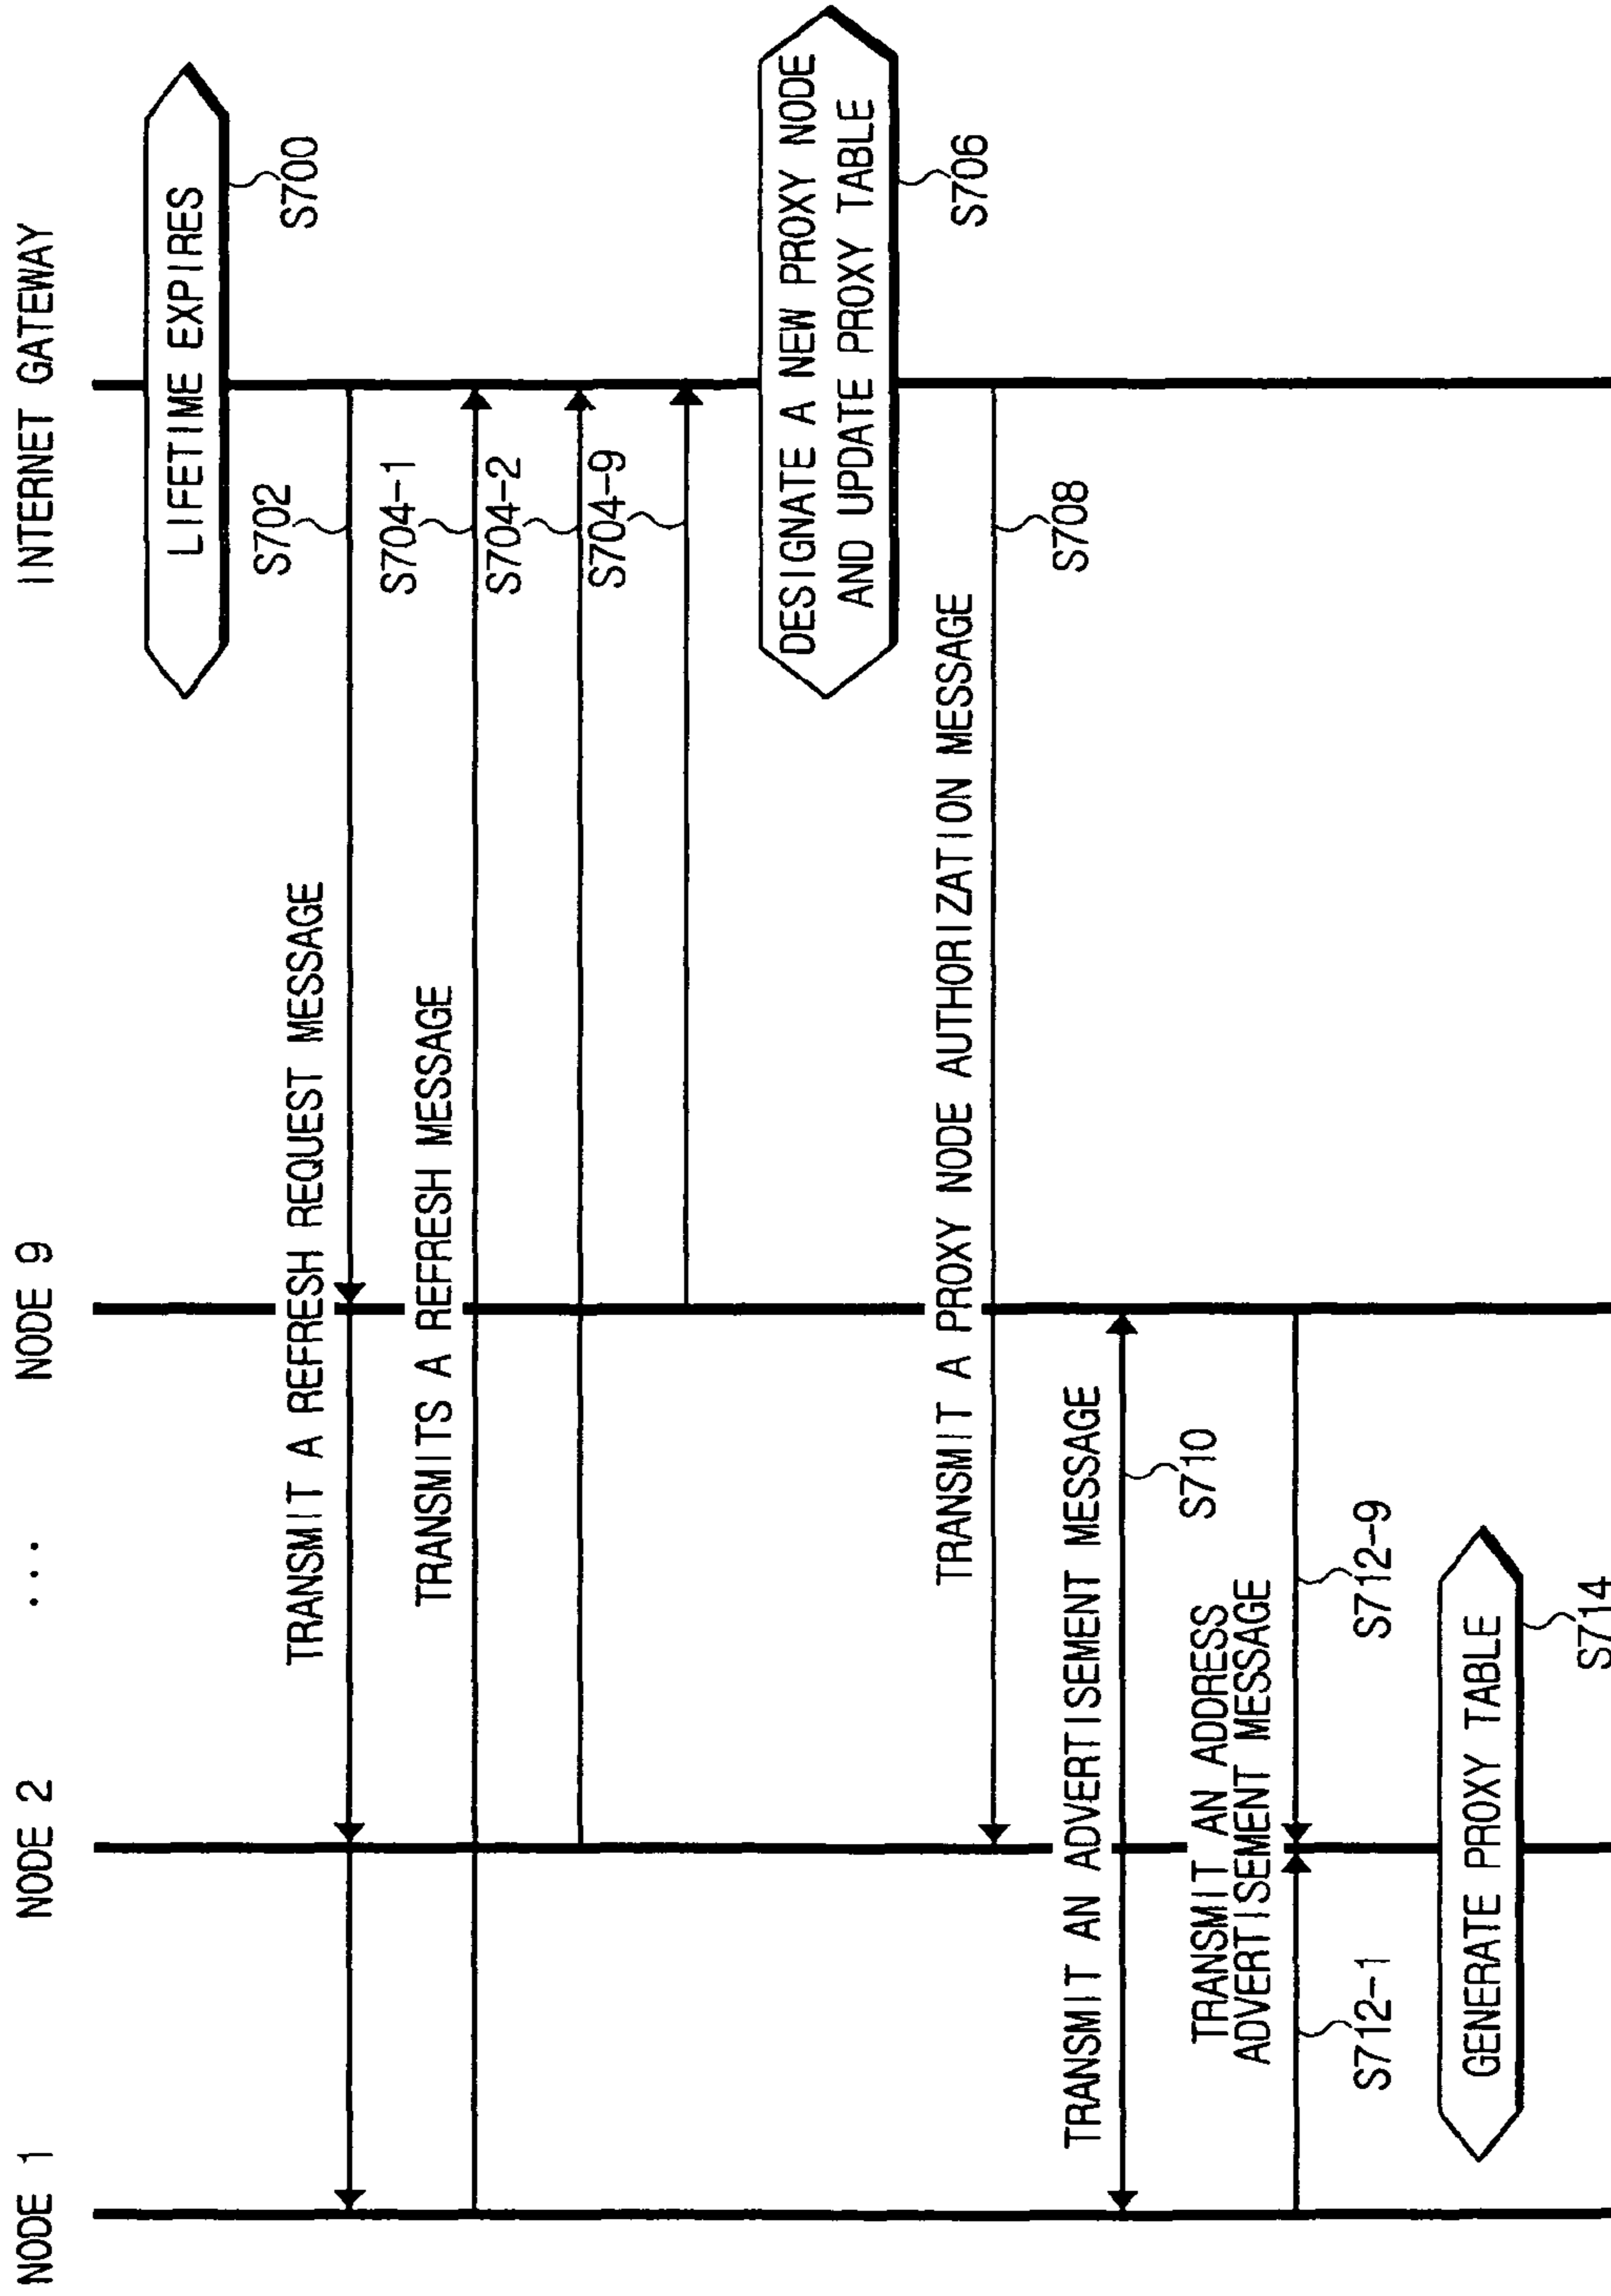 NODE 1
NODE 2
...
NODE 9
INTERNET GATEWAY
LIFETIME EXPIRES
S700
S702
TRANSMIT A REFRESH REQUEST MESSAGE
S704-1
TRANSMITS A REFRESH MESSAGE
S704-2
S704-9
DESIGNATE A NEW PROXY NODE
AND UPDATE PROXY TABLE
S706
TRANSMIT A PROXY NODE AUTHORIZATION MESSAGE
S708
TRANSMIT AN ADVERTISEMENT MESSAGE
S710
TRANSMIT AN ADDRESS
ADVERTISEMENT MESSAGE
S712-1
S712-9
GENERATE PROXY TABLE
S714